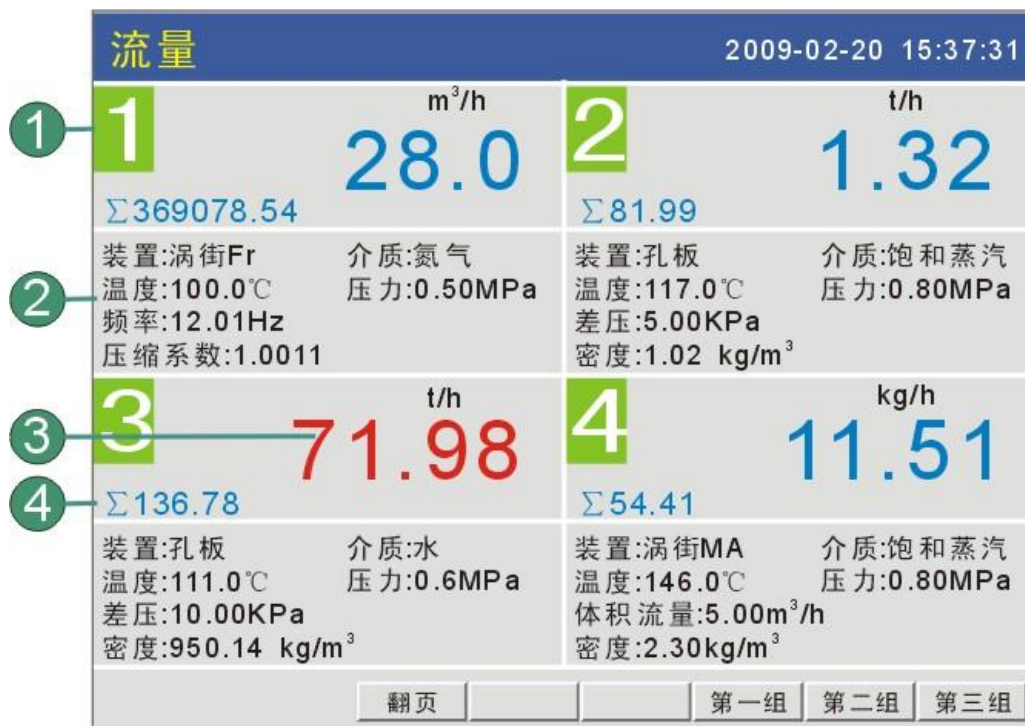 流量 2009-02-20 15:37:31
1 1 m³/h
28.0
∑369078.54
2 装置:涡街Fr 介质:氮气
温度:100.0℃ 压力:0.50MPa
频率:12.01Hz
压缩系数:1.0011
2 t/h
1.32
∑81.99
装置:孔板 介质:饱和蒸汽
温度:117.0℃ 压力:0.80MPa
差压:5.00KPa
密度:1.02 kg/m³
3 3 t/h
71.98
4 ∑136.78
装置:孔板 介质:水
温度:111.0℃ 压力:0.6MPa
差压:10.00KPa
密度:950.14 kg/m³
4 kg/h
11.51
∑54.41
装置:涡街MA 介质:饱和蒸汽
温度:146.0℃ 压力:0.80MPa
体积流量:5.00m³/h
密度:2.30kg/m³
翻页 第一组 第二组 第三组